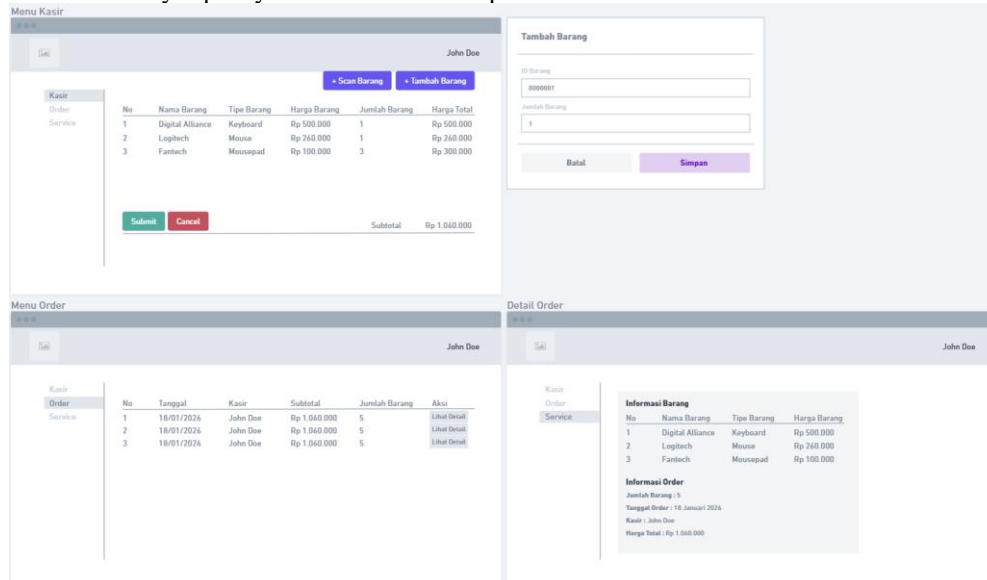 Menu Kasir
John Doe
+ Scan Barang + Tambah Barang
Kasir
Order
Service
No Nama Barang Tipe Barang Harga Barang Jumlah Barang Harga Total
1 Digital Alliance Keyboard Rp 500.000 1 Rp 500.000
2 Logitech Mouse Rp 260.000 1 Rp 260.000
3 Fantech Mousepad Rp 100.000 3 Rp 300.000
Submit Cancel
Subtotal Rp 1.060.000
Tambah Barang
ID Barang
0000001
Jumlah Barang
1
Batal Simpan
Menu Order
John Doe
Kasir
Order
Service
No Tanggal Kasir Subtotal Jumlah Barang Aksi
1 18/01/2026 John Doe Rp 1.060.000 5 Lihat Detail
2 18/01/2026 John Doe Rp 1.060.000 5 Lihat Detail
3 18/01/2026 John Doe Rp 1.060.000 5 Lihat Detail
Detail Order
John Doe
Kasir
Order
Service
Informasi Barang
No Nama Barang Tipe Barang Harga Barang
1 Digital Alliance Keyboard Rp 500.000
2 Logitech Mouse Rp 260.000
3 Fantech Mousepad Rp 100.000
Informasi Order
Jumlah Barang : 5
Tanggal Order : 18 Januari 2026
Kasir : John Doe
Harga Total : Rp 1.060.000